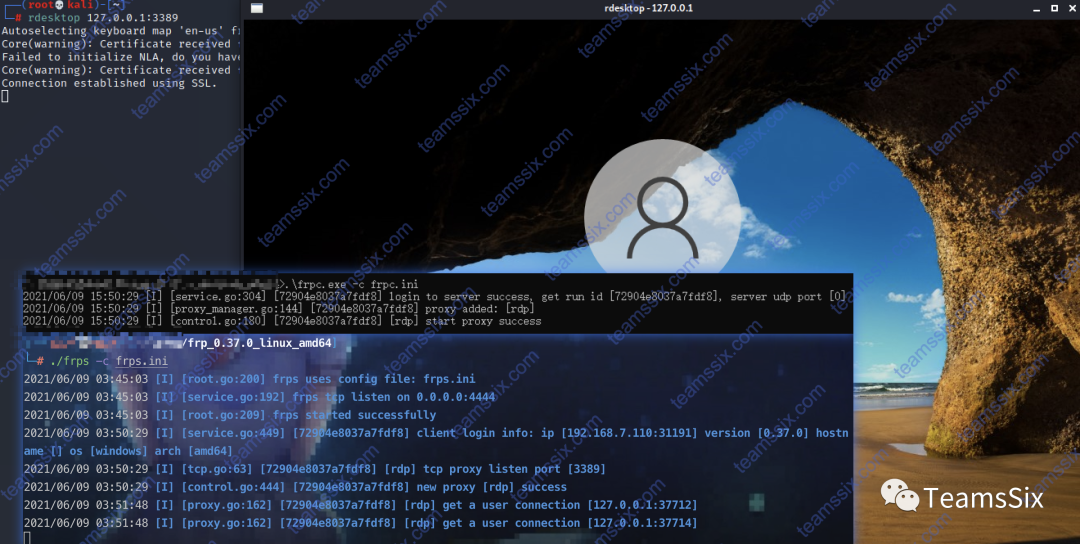 (root💀kali)-[~]
# rdesktop 127.0.0.1:3389
Autoselecting keyboard map 'en-us' f
Core(warning): Certificate received
Failed to initialize NLA, do you have
Core(warning): Certificate received
Connection established using SSL.
rdesktop - 127.0.0.1
>.\frpc.exe -c frpc.ini
2021/06/09 15:50:29 [I] [service.go:304] [72904e8037a7fdf8] login to server success, get run id [72904e8037a7fdf8], server udp port [0]
2021/06/09 15:50:29 [I] [proxy_manager.go:144] [72904e8037a7fdf8] proxy added: [rdp]
2021/06/09 15:50:29 [I] [control.go:180] [72904e8037a7fdf8] [rdp] start proxy success
/frp_0.37.0_linux_amd64
# ./frps -c frps.ini
2021/06/09 03:45:03 [I] [root.go:200] frps uses config file: frps.ini
2021/06/09 03:45:03 [I] [service.go:192] frps tcp listen on 0.0.0.0:4444
2021/06/09 03:45:03 [I] [root.go:209] frps started successfully
2021/06/09 03:50:29 [I] [service.go:449] [72904e8037a7fdf8] client login info: ip [192.168.7.110:31191] version [0.37.0] hostn
ame [] os [windows] arch [amd64]
2021/06/09 03:50:29 [I] [tcp.go:63] [72904e8037a7fdf8] [rdp] tcp proxy listen port [3389]
2021/06/09 03:50:29 [I] [control.go:444] [72904e8037a7fdf8] new proxy [rdp] success
2021/06/09 03:51:48 [I] [proxy.go:162] [72904e8037a7fdf8] [rdp] get a user connection [127.0.0.1:37712]
2021/06/09 03:51:48 [I] [proxy.go:162] [72904e8037a7fdf8] [rdp] get a user connection [127.0.0.1:37714]
TeamsSix
teamssix.com